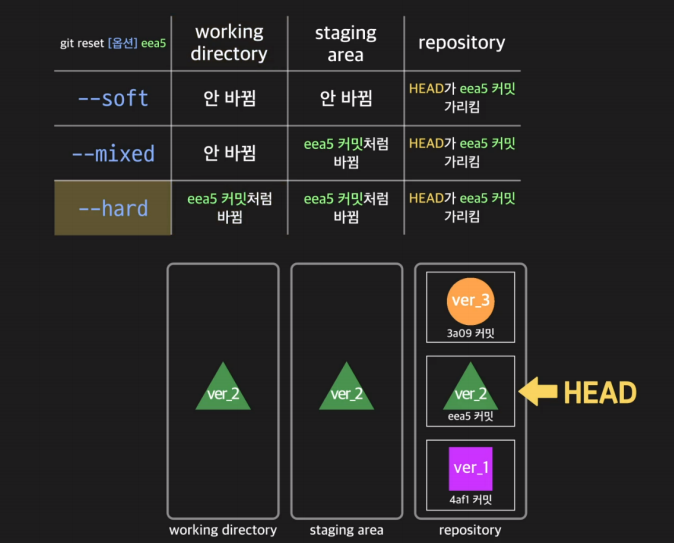 git reset [옵션] eea5
working
directory
staging
area
repository
--soft
안 바뀜
안 바뀜
HEAD가 eea5 커밋
가리킴
--mixed
안 바뀜
eea5 커밋처럼
바뀜
HEAD가 eea5 커밋
가리킴
--hard
eea5 커밋처럼
바뀜
eea5 커밋처럼
바뀜
HEAD가 eea5 커밋
가리킴
ver_3
3a09 커밋
ver_2
ver_2
ver_2
eea5 커밋
HEAD
ver_1
4af1 커밋
working directory
staging area
repository